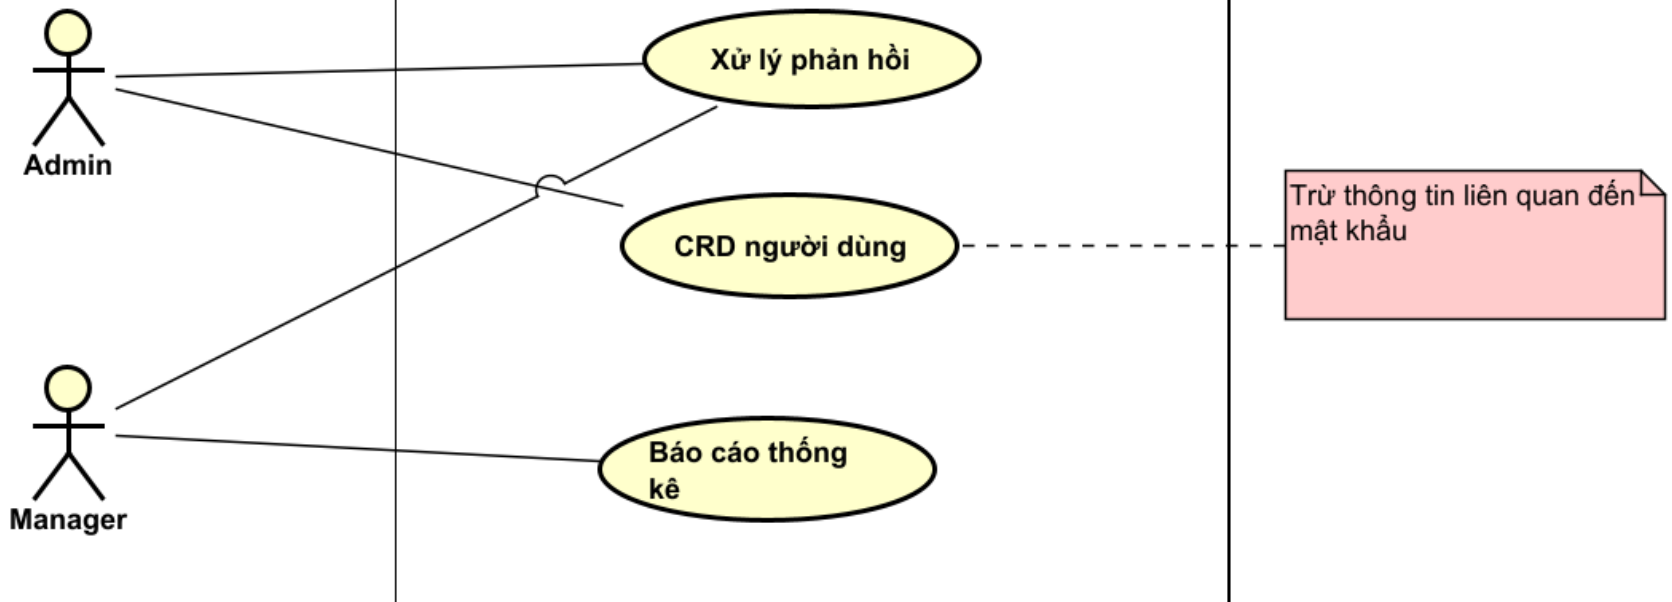 Xử lý phản hồi
Admin
Trừ thông tin liên quan đến
mật khẩu
CRD người dùng
Báo cáo thống
kê
Manager